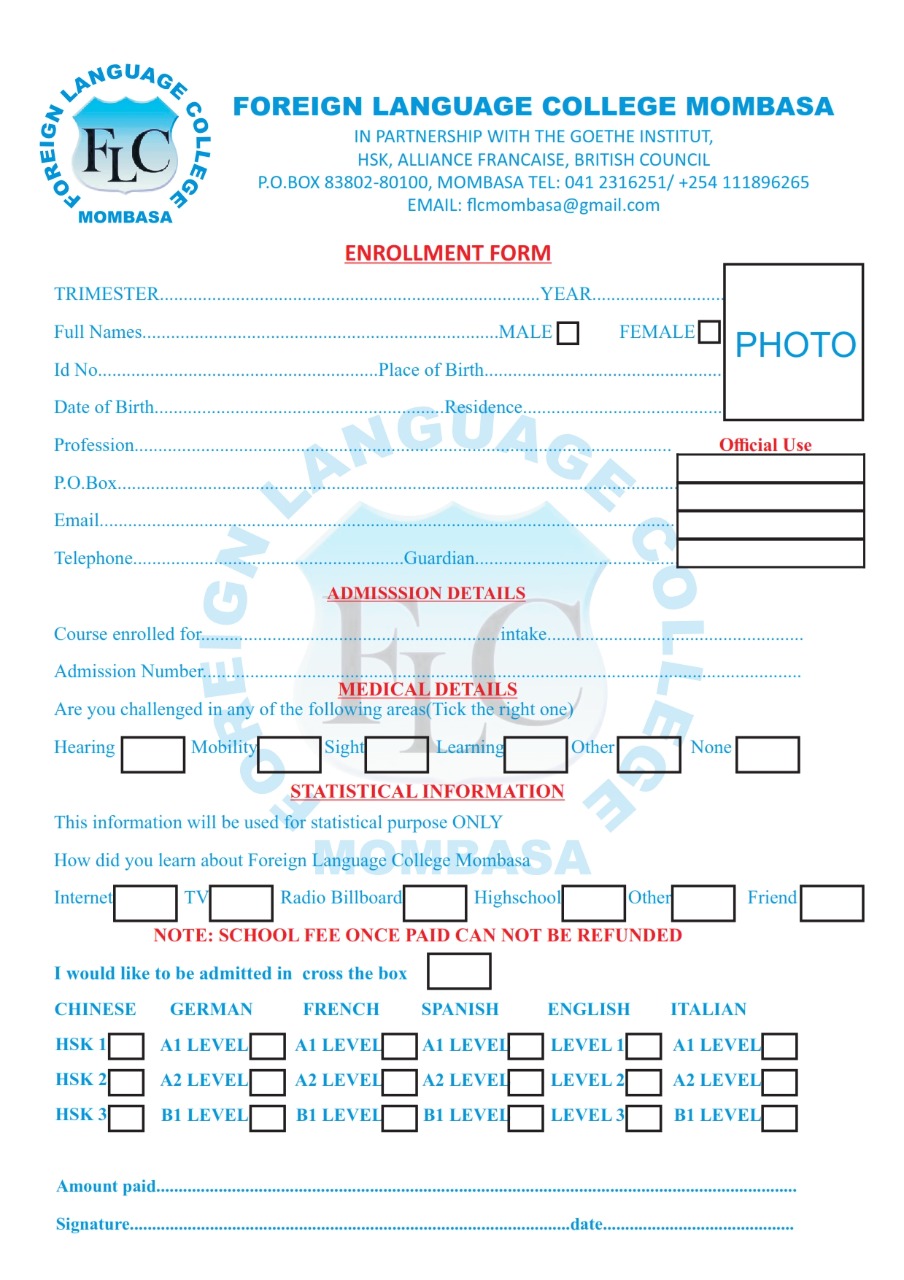 FOREIGN LANGUAGE COLLEGE
FLC
MOMBASA
FOREIGN LANGUAGE COLLEGE MOMBASA
IN PARTNERSHIP WITH THE GOETHE INSTITUT,
HSK, ALLIANCE FRANCAISE, BRITISH COUNCIL
P.O.BOX 83802-80100, MOMBASA TEL: 041 2316251/ +254 111896265
EMAIL: flcmombasa@gmail.com
ENROLLMENT FORM
TRIMESTER..........YEAR..........
Full Names..........MALE FEMALE
PHOTO
Id No..........Place of Birth..........
Date of Birth..........Residence..........
Profession..........
Official Use
P.O.Box..........
Email..........
Telephone..........Guardian..........
ADMISSSION DETAILS
Course enrolled for..........intake..........
Admission Number..........
MEDICAL DETAILS
Are you challenged in any of the following areas(Tick the right one)
Hearing Mobility Sight Learning Other None
STATISTICAL INFORMATION
This information will be used for statistical purpose ONLY
How did you learn about Foreign Language College Mombasa
Internet TV Radio Billboard Highschool Other Friend
NOTE: SCHOOL FEE ONCE PAID CAN NOT BE REFUNDED
I would like to be admitted in cross the box
CHINESE GERMAN FRENCH SPANISH ENGLISH ITALIAN
HSK 1 A1 LEVEL A1 LEVEL A1 LEVEL LEVEL 1 A1 LEVEL
HSK 2 A2 LEVEL A2 LEVEL A2 LEVEL LEVEL 2 A2 LEVEL
HSK 3 B1 LEVEL B1 LEVEL B1 LEVEL LEVEL 3 B1 LEVEL
Amount paid..........
Signature..........date..........
FOREIGN LANGUAGE COLLEGE
FLC
MOMBASA